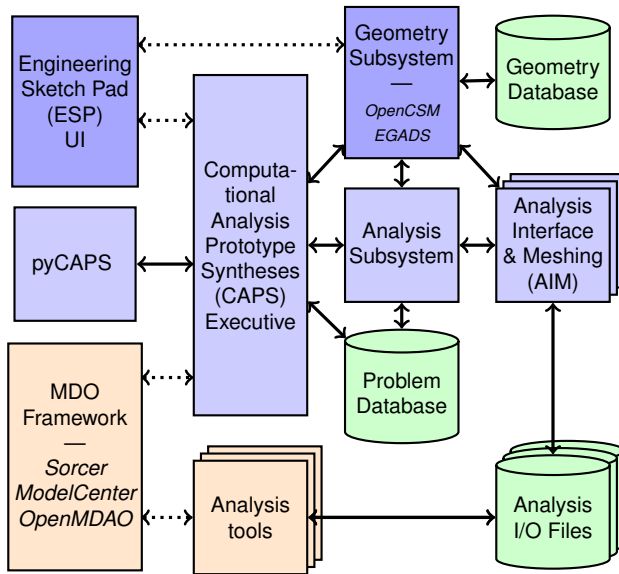 Engineering
Sketch Pad
(ESP)
UI
Geometry
Subsystem
—
OpenCSM
EGADS
Geometry
Database
Computa-
tional
Analysis
Prototype
Syntheses
(CAPS)
Executive
pyCAPS
Analysis
Subsystem
Analysis
Interface
& Meshing
(AIM)
Problem
Database
MDO
Framework
—
Sorcer
ModelCenter
OpenMDAO
Analysis
tools
Analysis
I/O Files